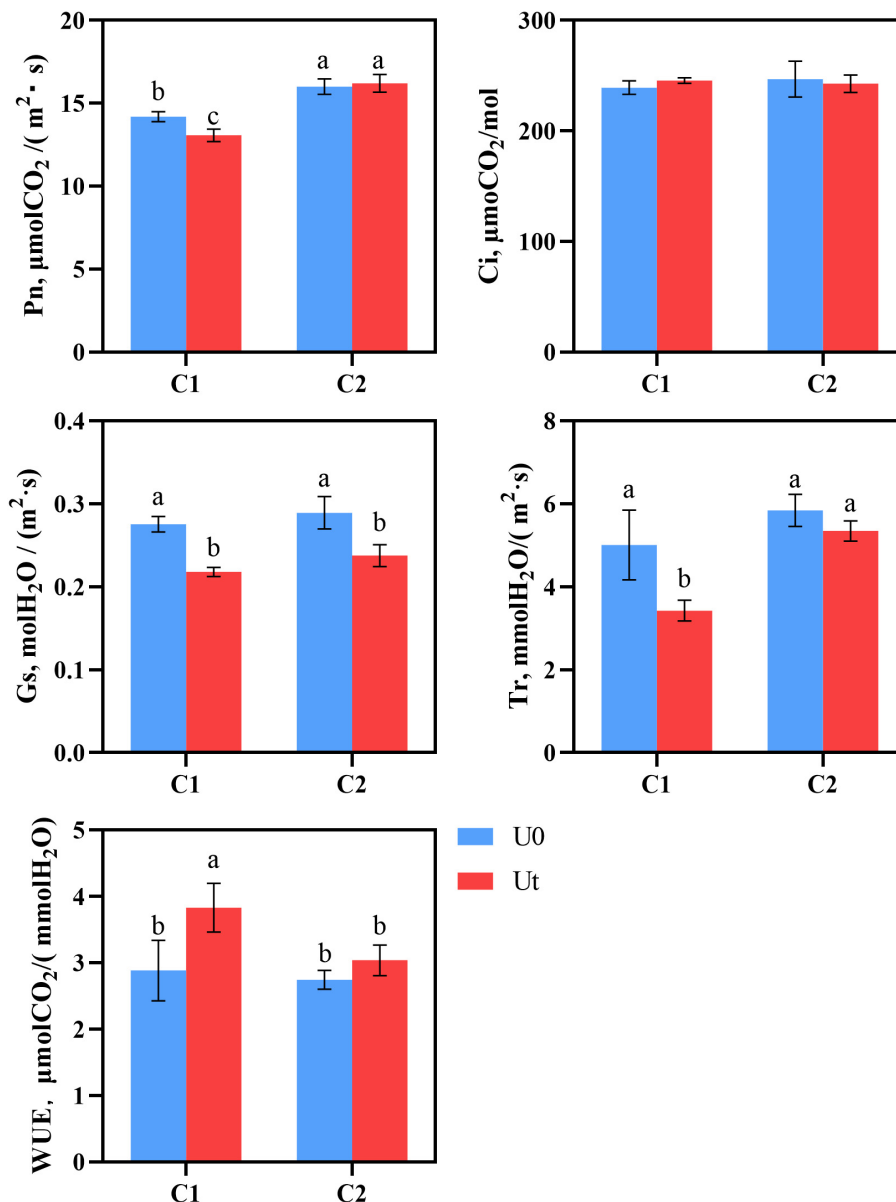 Pn, μmolCO2 /( m2· s)
20
15
10
5
0
b
c
a
a
C1
C2
Ci, μmoCO2/mol
300
200
100
0
C1
C2
Gs, molH2O / (m2·s)
0.4
0.3
0.2
0.1
0.0
a
b
a
b
C1
C2
Tr, mmolH2O/( m2·s)
8
6
4
2
0
a
b
a
a
C1
C2
WUE, μmolCO2/( mmolH2O)
5
4
3
2
1
0
b
a
b
b
C1
C2
U0
Ut